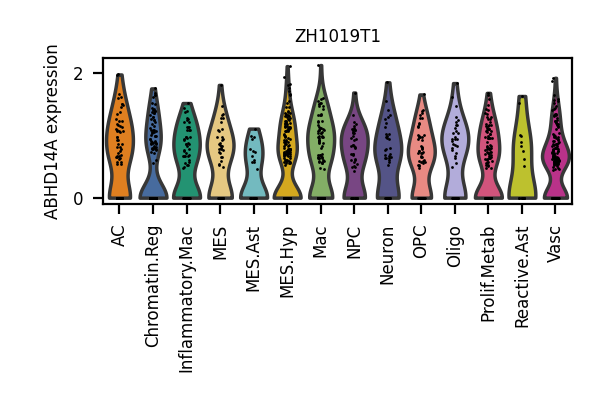 ZH1019T1
ABHD14A expression
2
0
AC
Chromatin.Reg
Inflammatory.Mac
MES
MES.Ast
MES.Hyp
Mac
NPC
Neuron
OPC
Oligo
Prolif.Metab
Reactive.Ast
Vasc